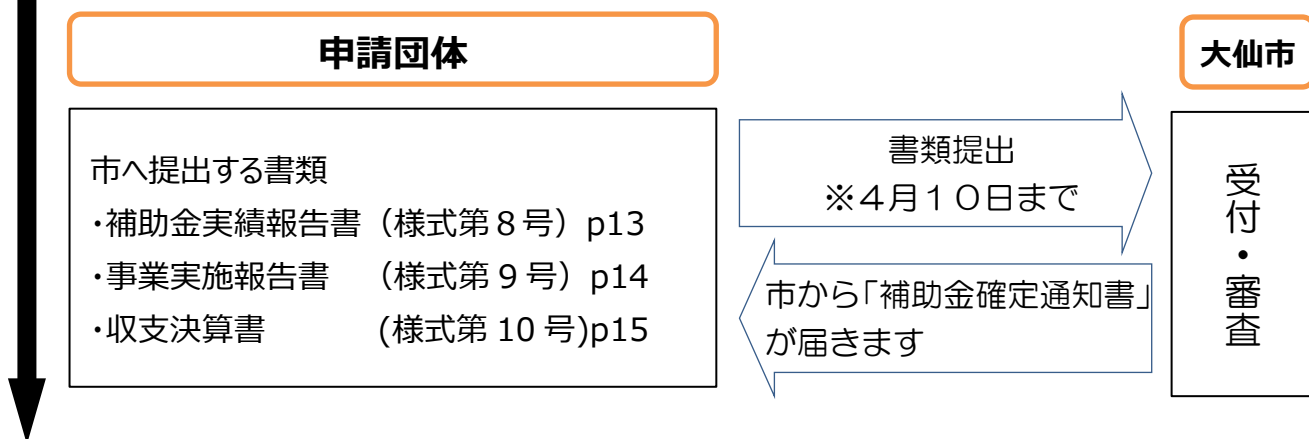 申請団体
大仙市
市へ提出する書類
・補助金実績報告書（様式第８号）p13
・事業実施報告書　（様式第９号）p14
・収支決算書　　　(様式第 10 号)p15
書類提出
※４月１０日まで
市から「補助金確定通知書」
が届きます
受付・審査